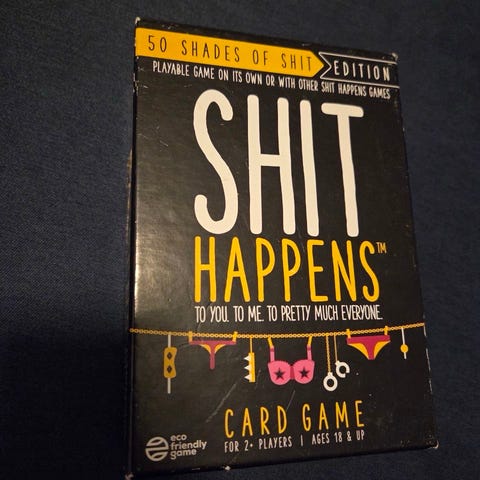 50 SHADES OF SHIT EDITION
PLAYABLE GAME ON ITS OWN OR WITH OTHER SHIT HAPPENS GAMES
SHIT
HAPPENS™
TO YOU. TO ME. TO PRETTY MUCH EVERYONE.
CARD GAME
FOR 2+ PLAYERS | AGES 18 & UP
eco
friendly
game